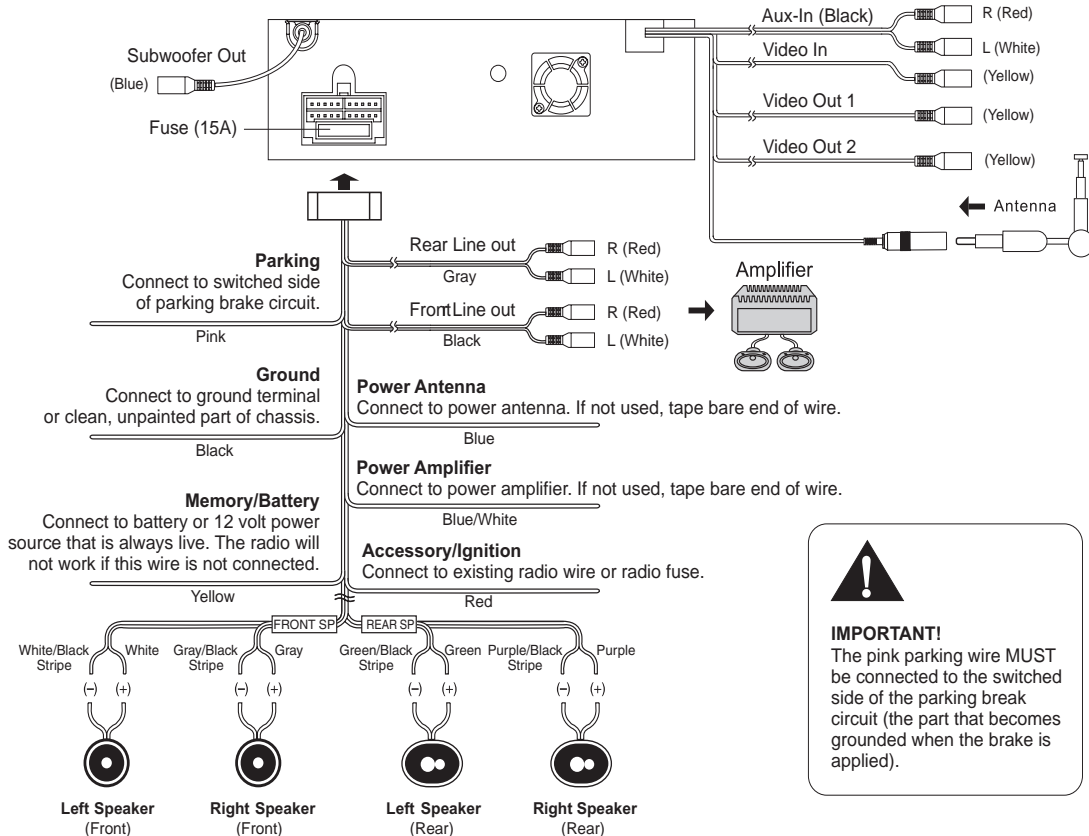 Subwoofer Out
(Blue)
Fuse (15A)
Aux-In (Black)
R (Red)
L (White)
Video In
(Yellow)
Video Out 1
(Yellow)
Video Out 2
(Yellow)
Antenna
Rear Line out
Gray
R (Red)
L (White)
Front Line out
Black
R (Red)
L (White)
Amplifier
Parking
Connect to switched side
of parking brake circuit.
Pink
Ground
Connect to ground terminal
or clean, unpainted part of chassis.
Black
Memory/Battery
Connect to battery or 12 volt power
source that is always live. The radio will
not work if this wire is not connected.
Yellow
Power Antenna
Connect to power antenna. If not used, tape bare end of wire.
Blue
Power Amplifier
Connect to power amplifier. If not used, tape bare end of wire.
Blue/White
Accessory/Ignition
Connect to existing radio wire or radio fuse.
Red
FRONT SP
REAR SP
White/Black
Stripe
White
Gray/Black
Stripe
Gray
Green/Black
Stripe
Green
Purple/Black
Stripe
Purple
(–) (+)
(–) (+)
(–) (+)
(–) (+)
Left Speaker
(Front)
Right Speaker
(Front)
Left Speaker
(Rear)
Right Speaker
(Rear)
IMPORTANT!
The pink parking wire MUST
be connected to the switched
side of the parking break
circuit (the part that becomes
grounded when the brake is
applied).